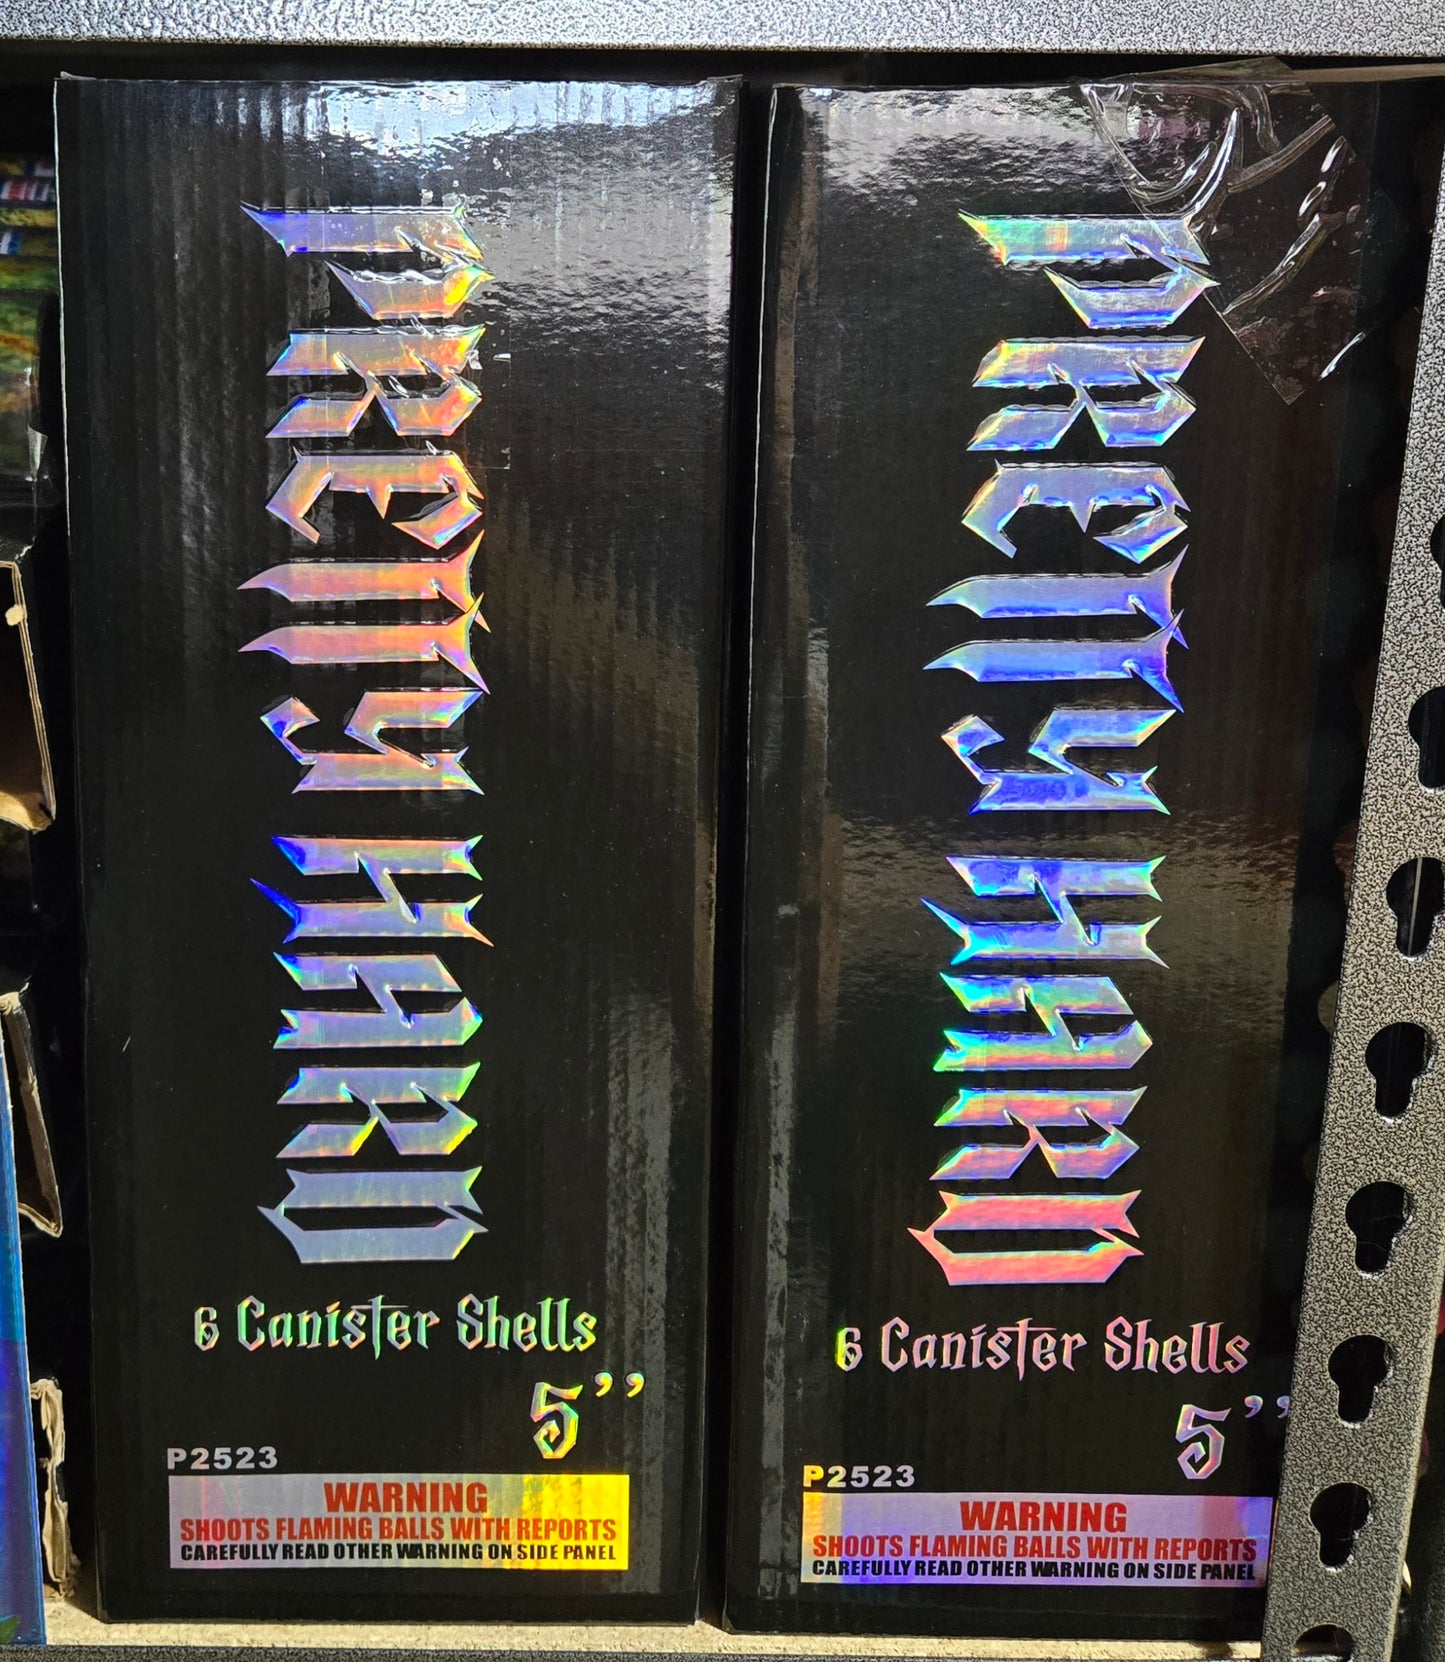 PRETTY HARD
6 Canister Shells
5”
P2523
WARNING
SHOOTS FLAMING BALLS WITH REPORTS
CAREFULLY READ OTHER WARNING ON SIDE PANEL
PRETTY HARD
6 Canister Shells
5”
P2523
WARNING
SHOOTS FLAMING BALLS WITH REPORTS
CAREFULLY READ OTHER WARNING ON SIDE PANEL